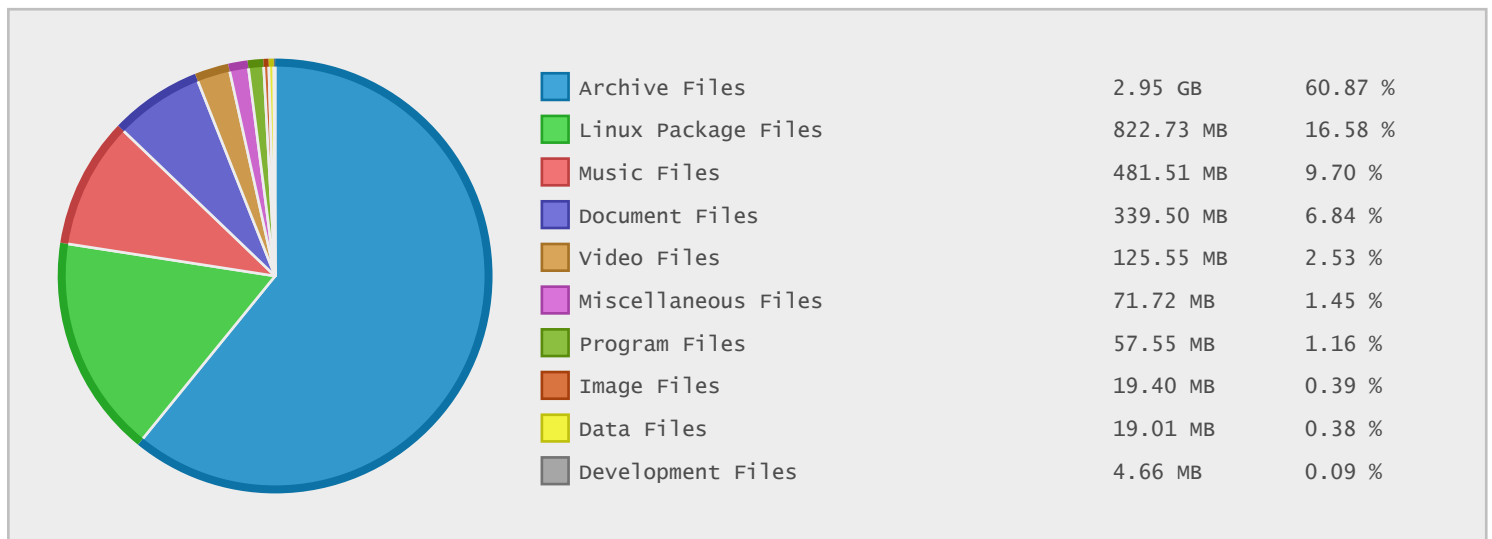 Archive Files 2.95 GB 60.87 %
Linux Package Files 822.73 MB 16.58 %
Music Files 481.51 MB 9.70 %
Document Files 339.50 MB 6.84 %
Video Files 125.55 MB 2.53 %
Miscellaneous Files 71.72 MB 1.45 %
Program Files 57.55 MB 1.16 %
Image Files 19.40 MB 0.39 %
Data Files 19.01 MB 0.38 %
Development Files 4.66 MB 0.09 %